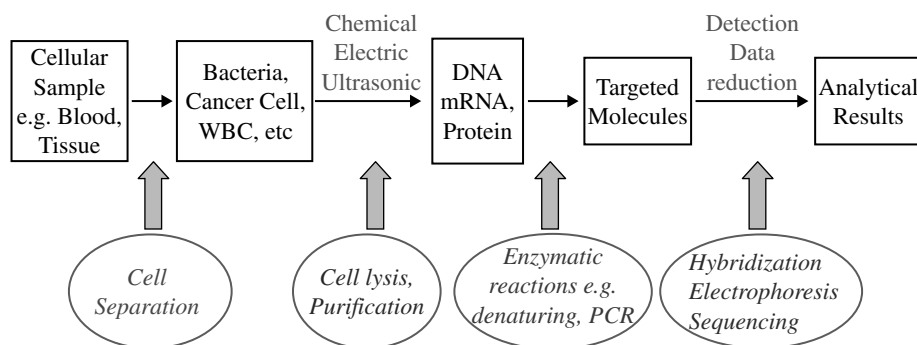 Cellular
Sample
e.g. Blood,
Tissue
Bacteria,
Cancer Cell,
WBC, etc
Chemical
Electric
Ultrasonic
DNA
mRNA,
Protein
Targeted
Molecules
Detection
Data
reduction
Analytical
Results
Cell
Separation
Cell lysis,
Purification
Enzymatic
reactions e.g.
denaturing, PCR
Hybridization
Electrophoresis
Sequencing